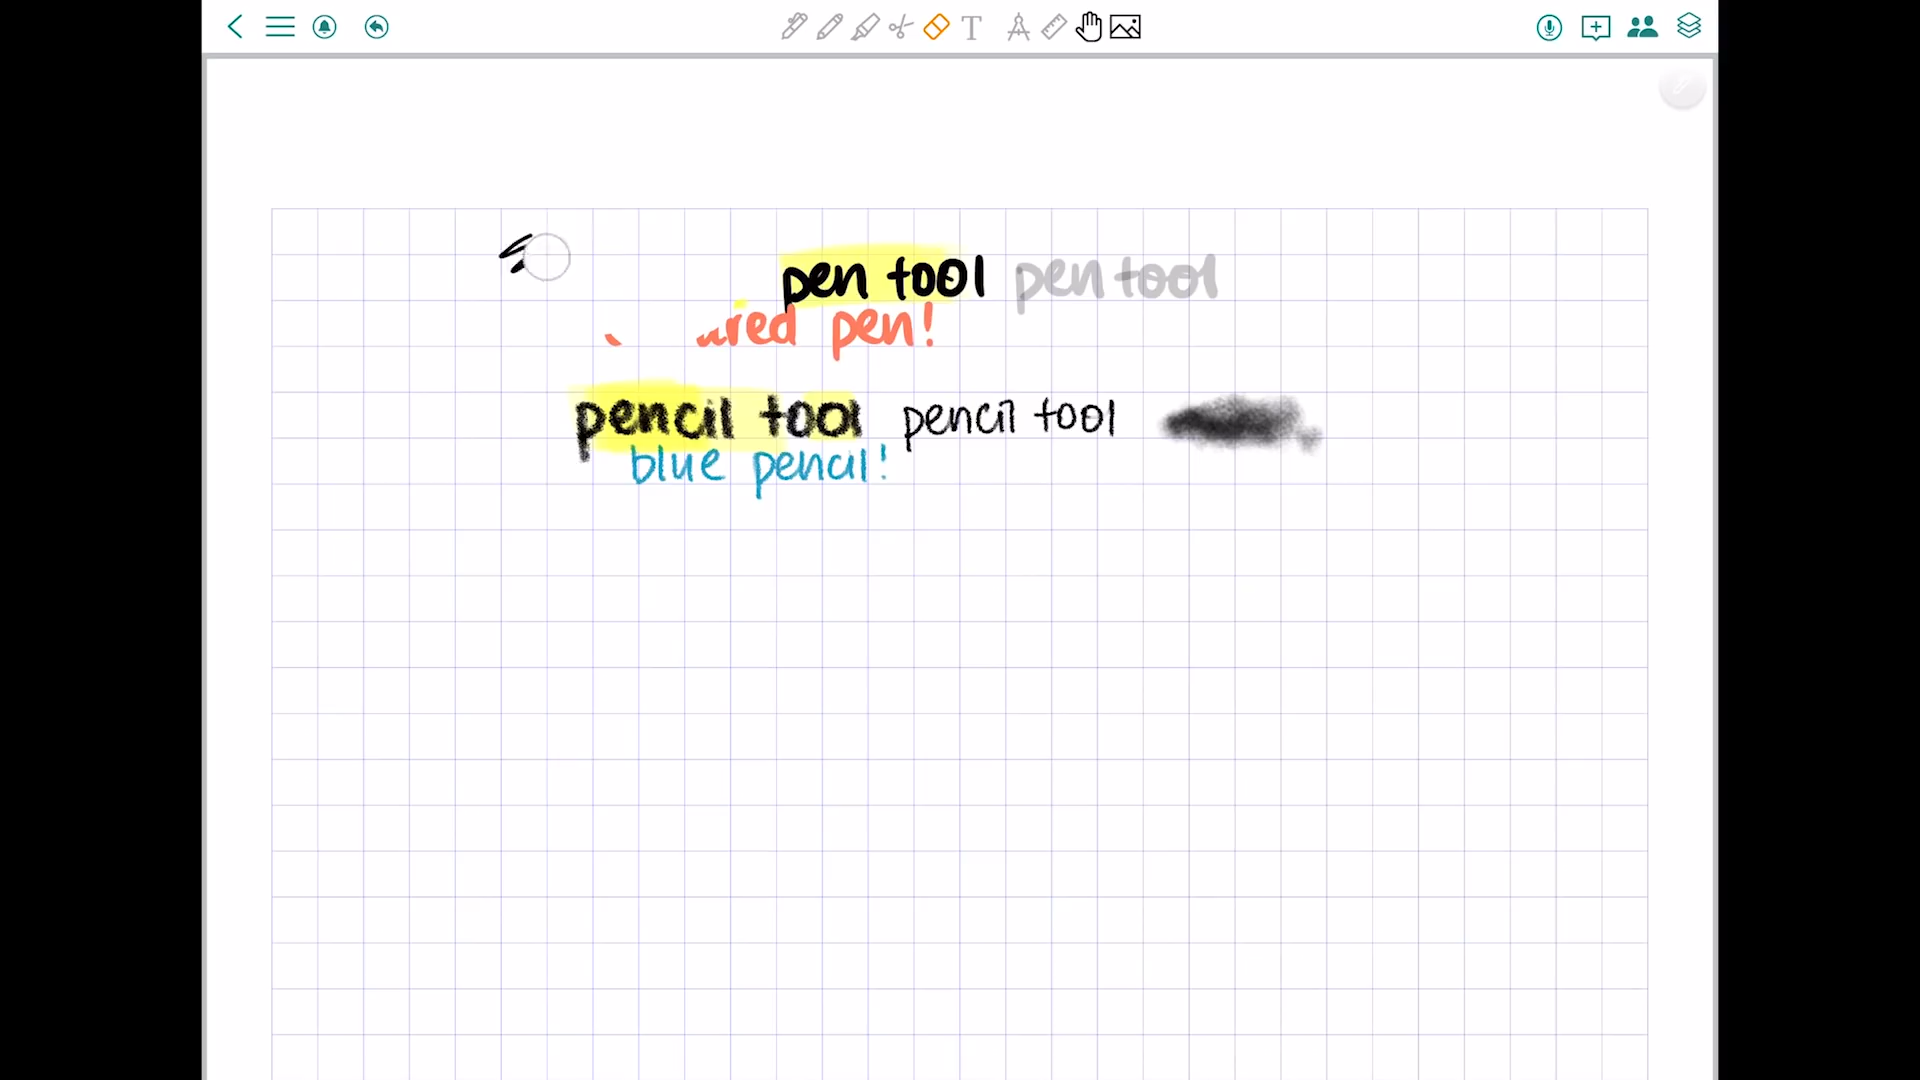 pen tool pen tool
red pen!
pencil tool pencil tool
blue pencil!